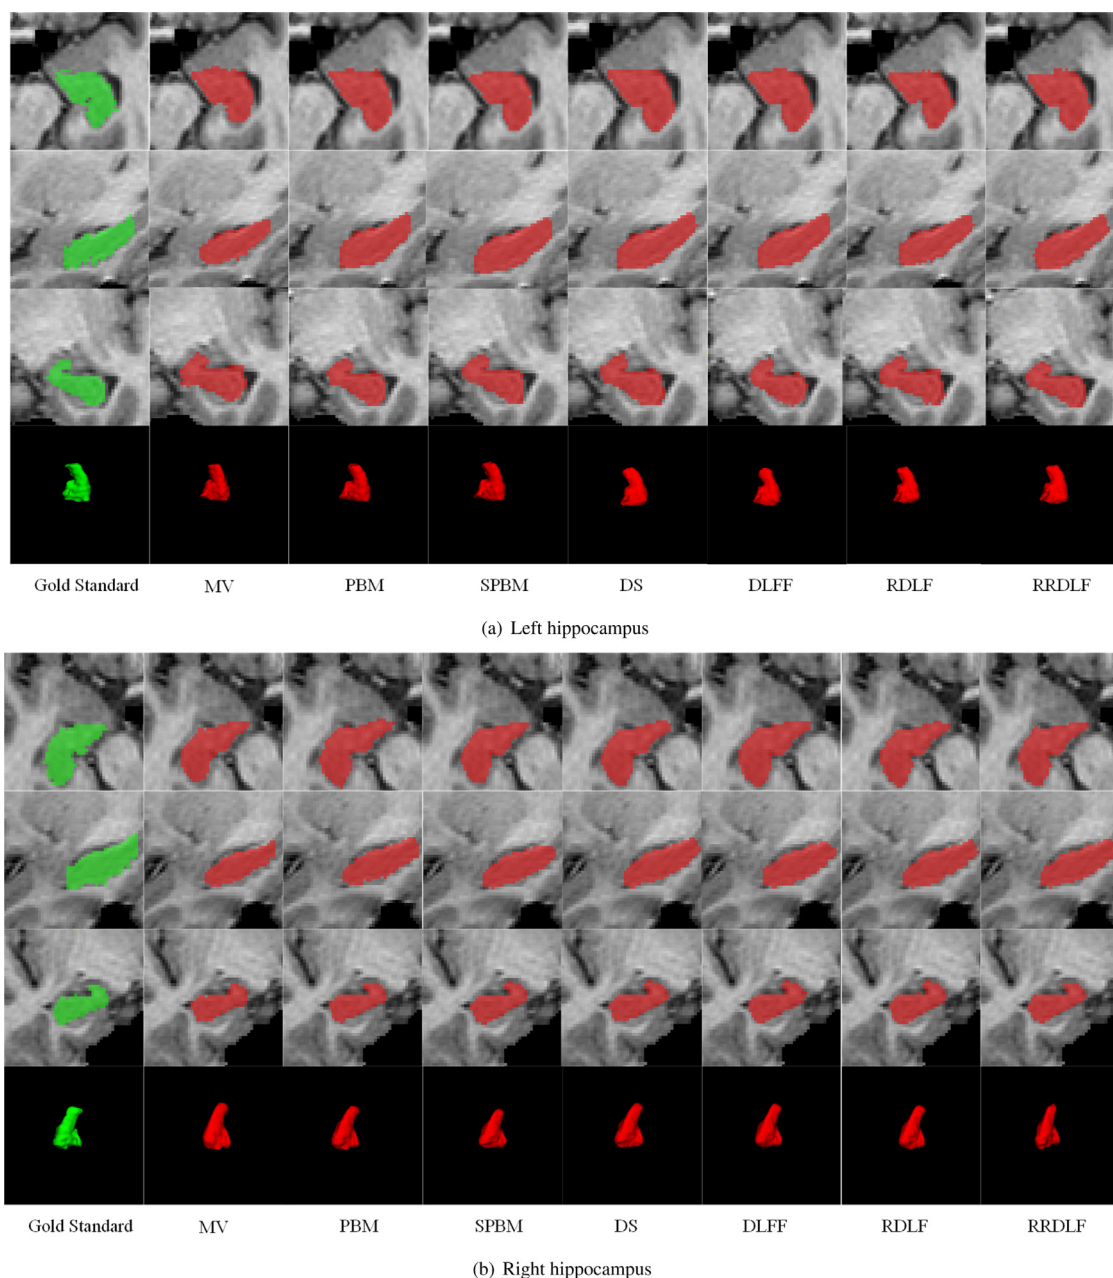 Gold Standard MV PBM SPBM DS DLFF RDLF RRDLF
(a) Left hippocampus
Gold Standard MV PBM SPBM DS DLFF RDLF RRDLF
(b) Right hippocampus